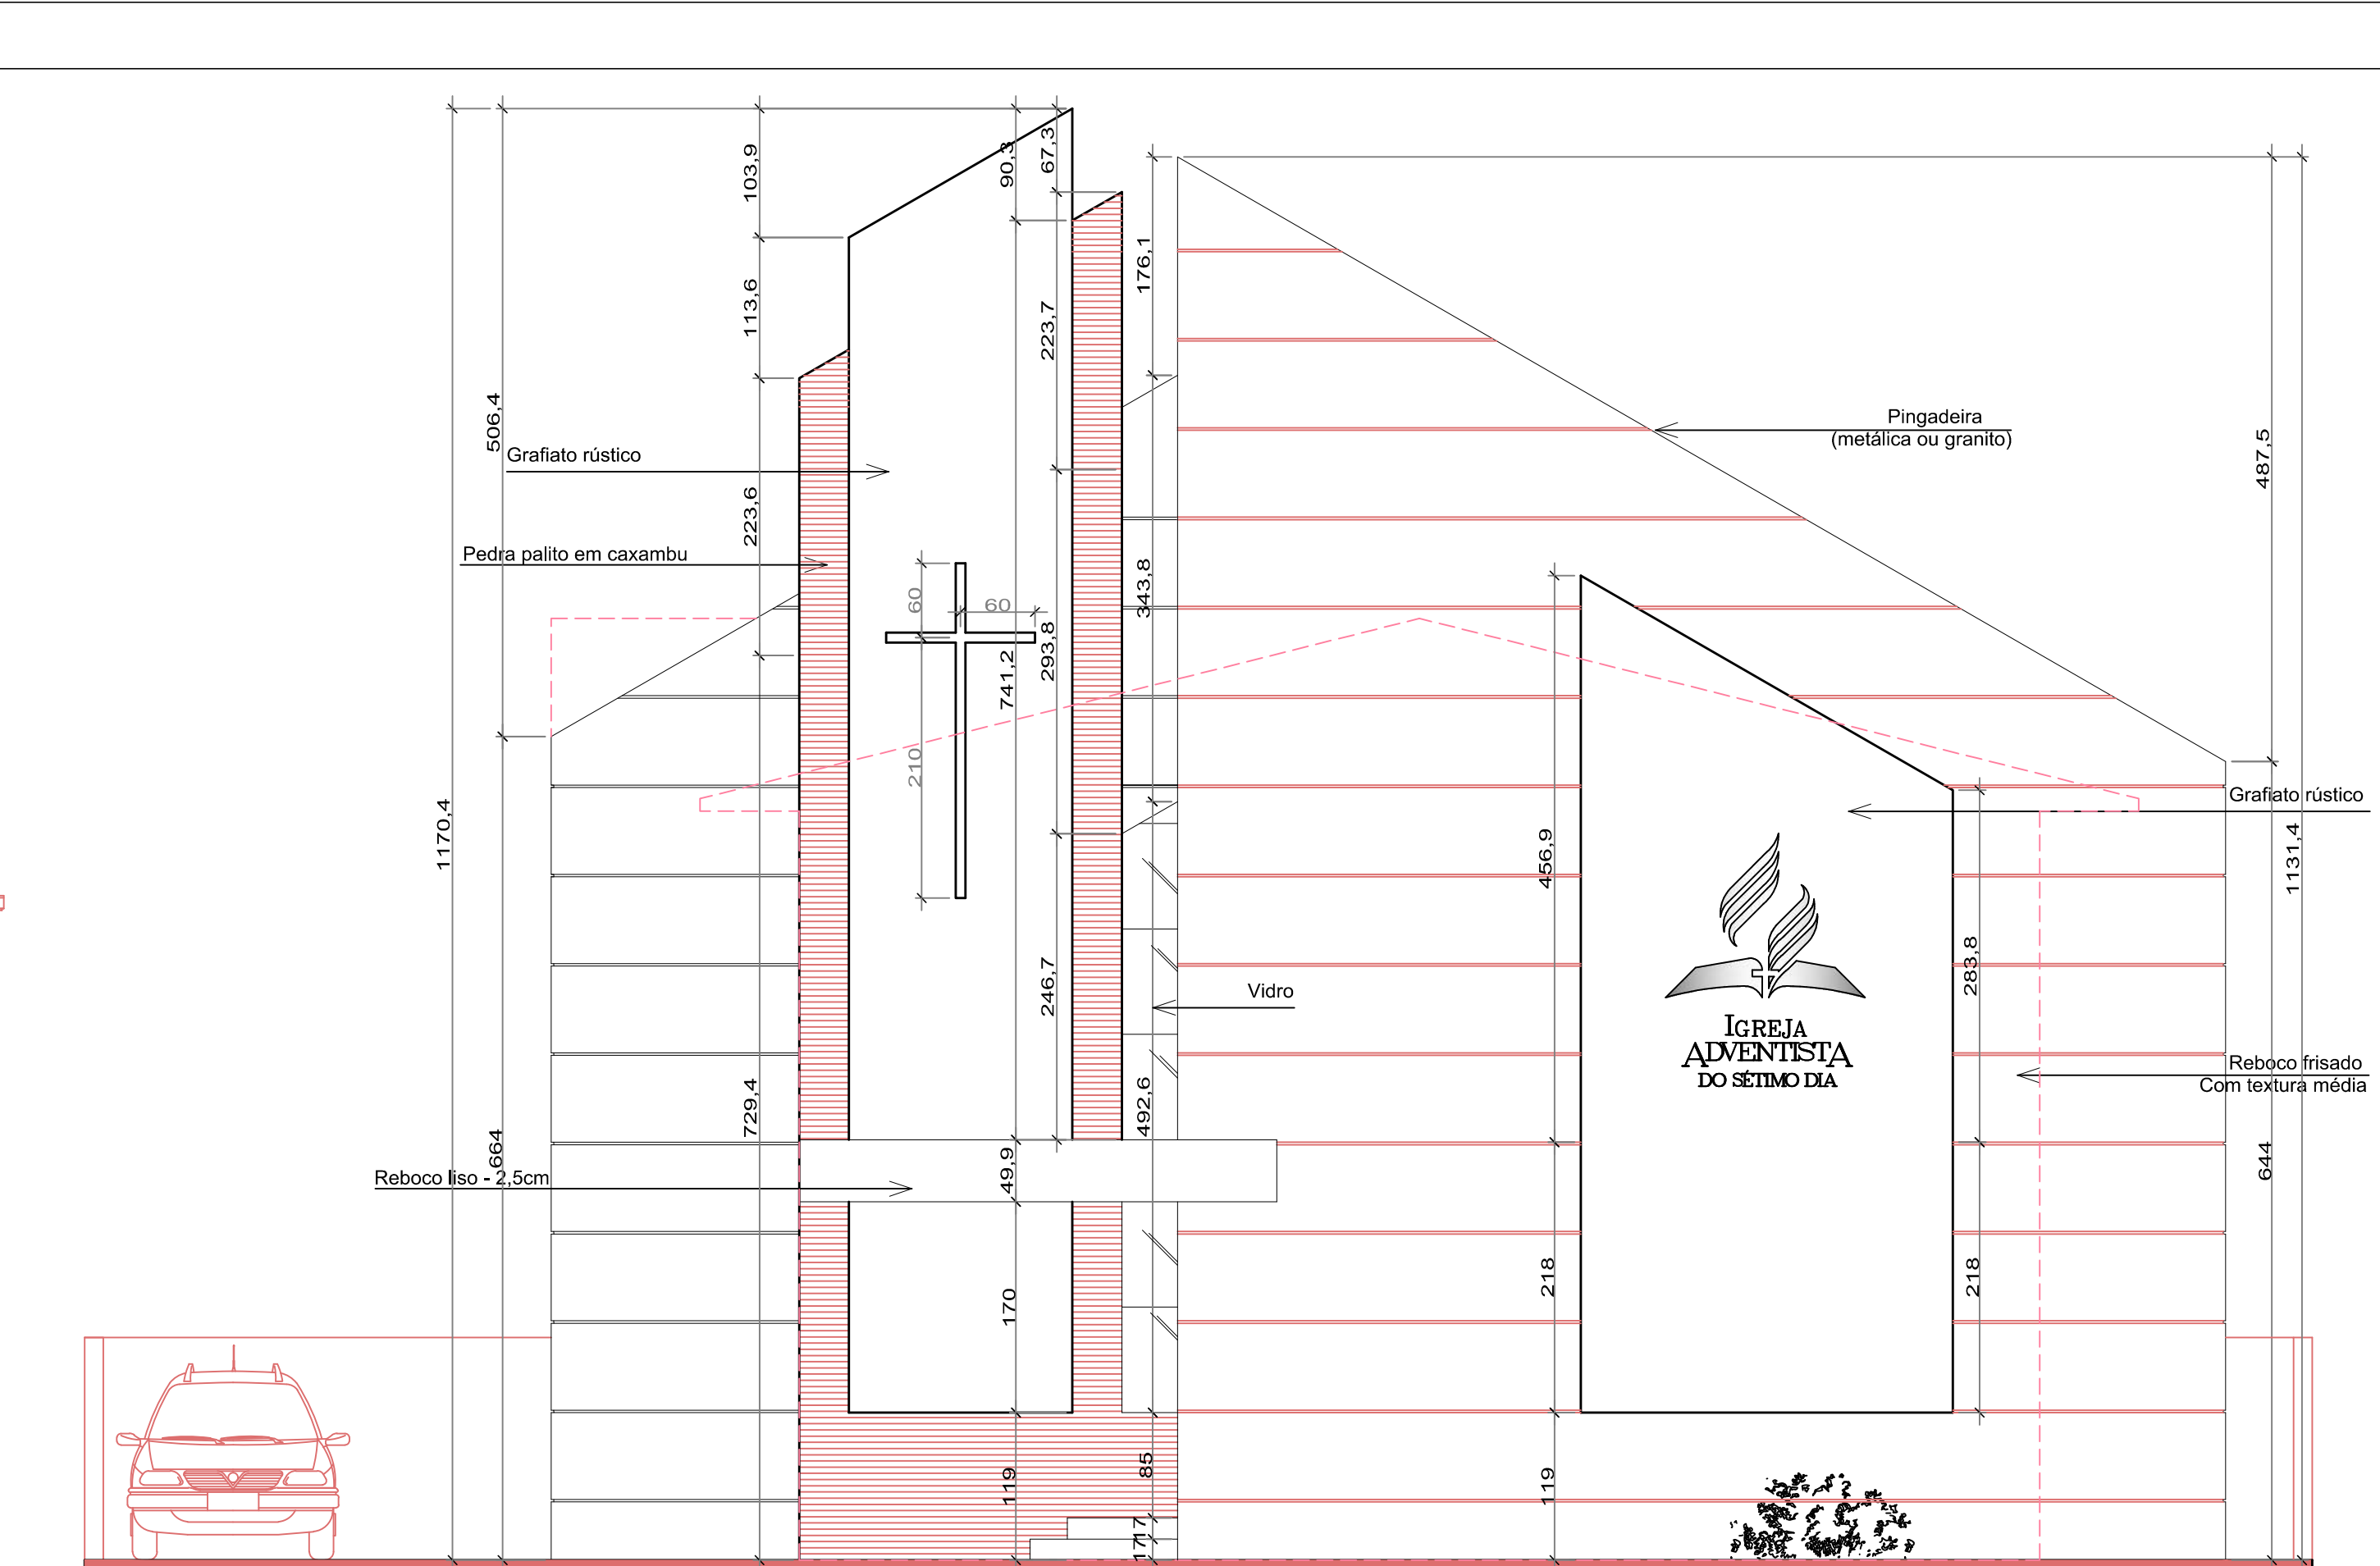 103,9
90,3
67,3
176,1
113,6
223,7
506,4
Pingadeira
(metálica ou granito)
487,5
Grafiato rústico
223,6
Pedra palito em caxambu
343,8
60
60
293,8
741,2
210
1170,4
Grafiato rústico
456,9
1131,4
283,8
246,7
Vidro
IGREJA
ADVENTISTA
DO SÉTIMO DIA
Reboco frisado
Com textura média
729,4
492,6
664
644
Reboco liso - 2,5cm
49,9
170
218
218
119
85
119
17
17